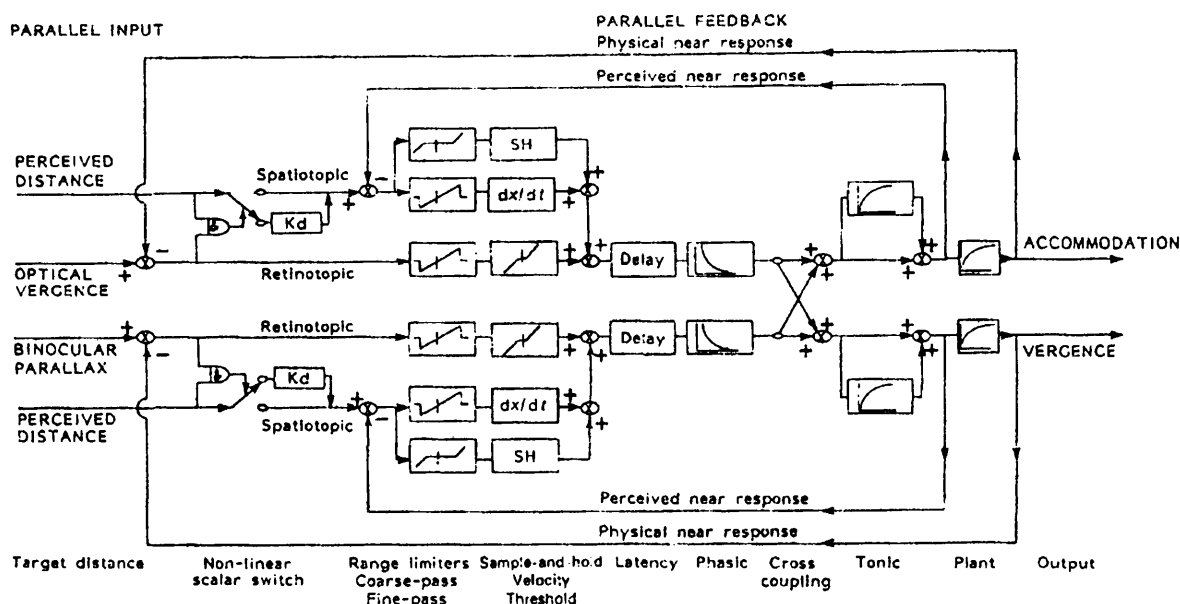 PARALLEL INPUT
PARALLEL FEEDBACK
Physical near response
Perceived near response
PERCEIVED
DISTANCE
Spatiotopic
Kd
SH
dx/dt
OPTICAL
VERGENCE
Retinotopic
Delay
ACCOMMODATION
BINOCULAR
PARALLAX
Retinotopic
Delay
VERGENCE
PERCEIVED
DISTANCE
Kd
Spatiotopic
dx/dt
SH
Perceived near response
Physical near response
Target distance
Non-linear
scalar switch
Range limiters
Coarse-pass
Fine-pass
Sample-and-hold
Velocity
Threshold
Latency
Phasic
Cross
coupling
Tonic
Plant
Output